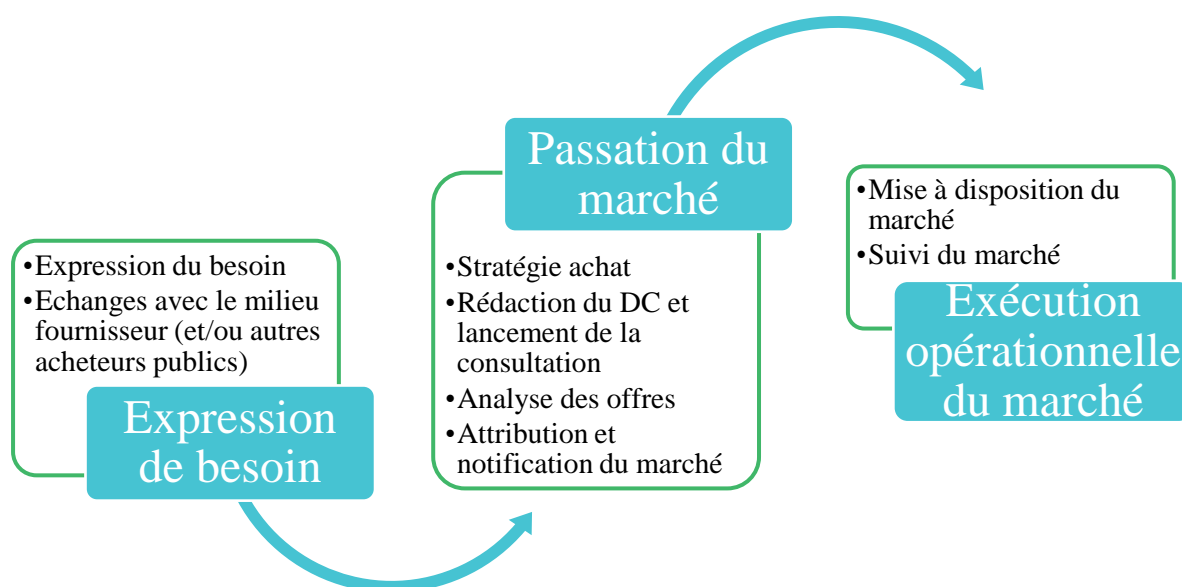 •Expression du besoin
•Echanges avec le milieu
fournisseur (et/ou autres
acheteurs publics)
Expression
de besoin
Passation du
marché
•Stratégie achat
•Rédaction du DC et
lancement de la
consultation
•Analyse des offres
•Attribution et
notification du marché
•Mise à disposition du
marché
•Suivi du marché
Exécution
opérationnelle
du marché